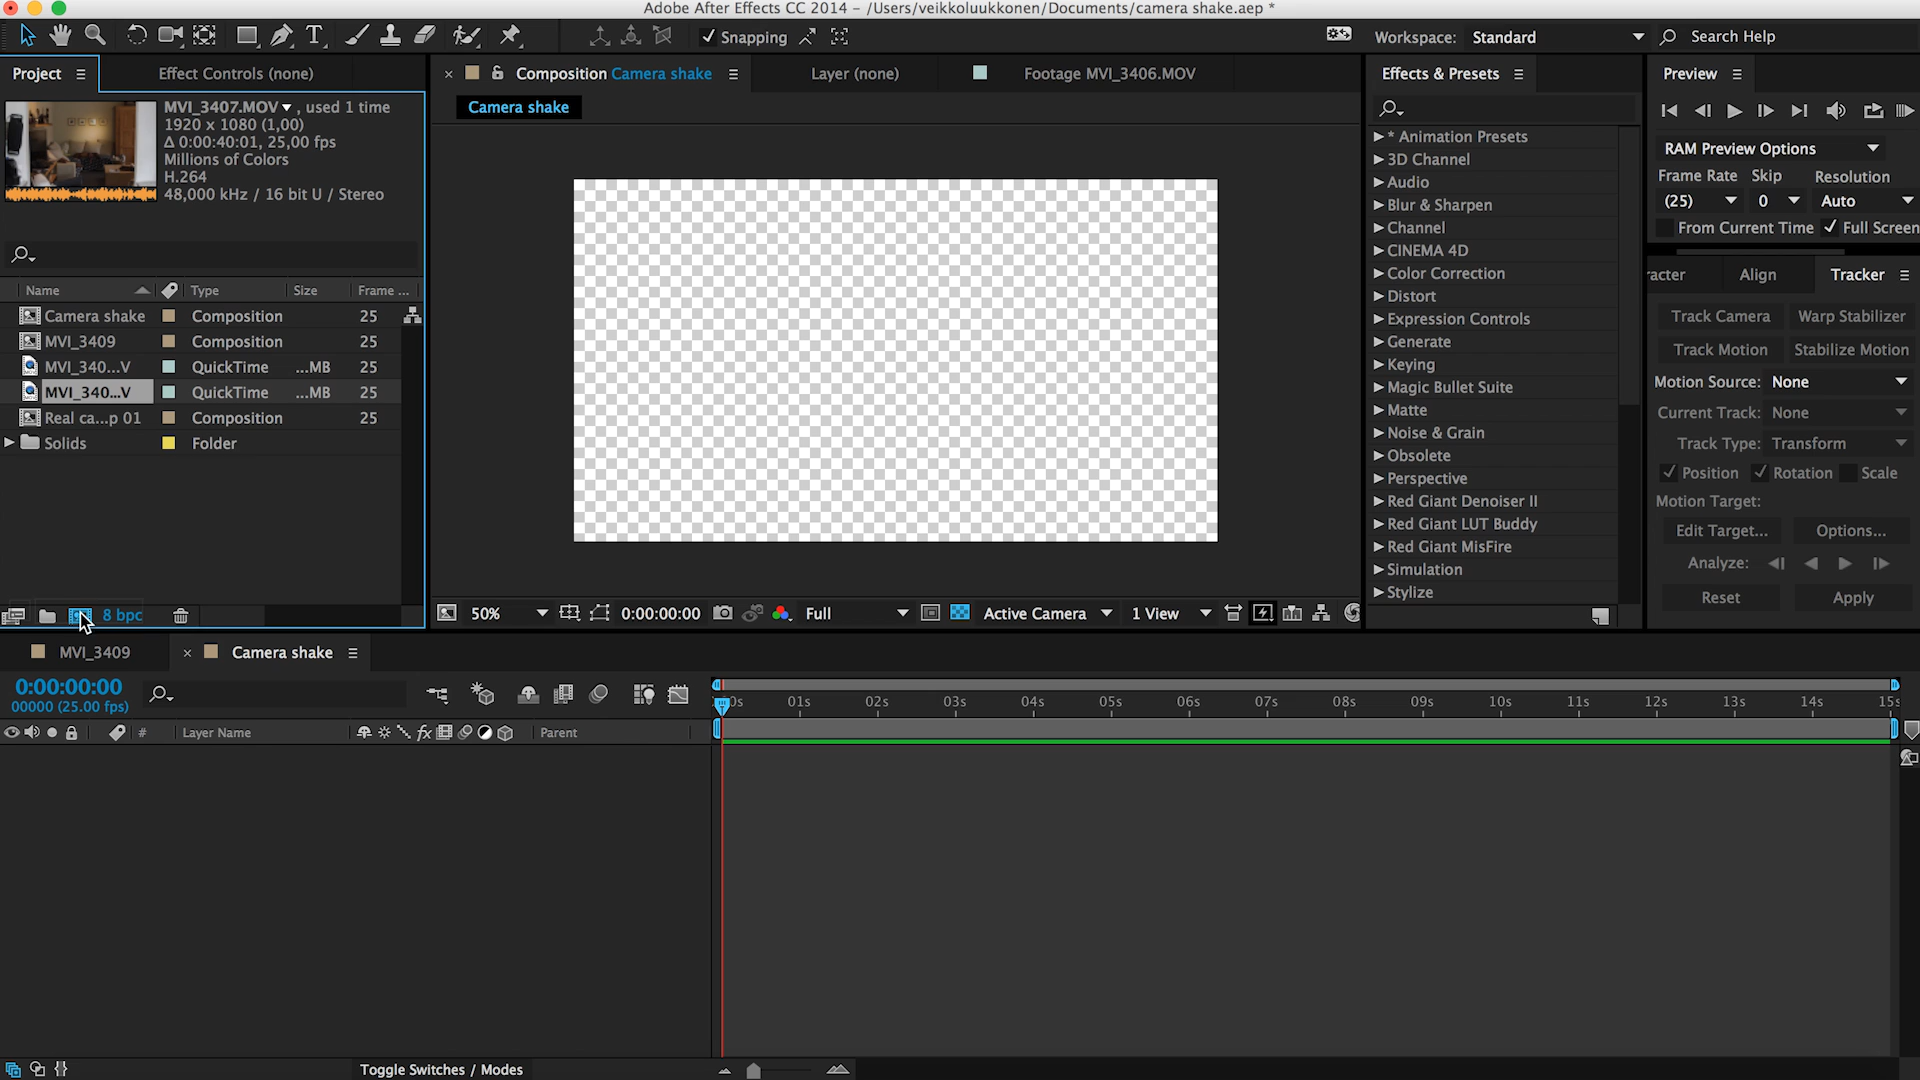 Adobe After Effects CC 2014 – /Users/veikkoluukkonen/Documents/camera shake.aep *
Snapping
Workspace: Standard
Search Help
Project
Effect Controls (none)
Composition Camera shake
Layer (none)
Footage MVI_3406.MOV
Effects & Presets
Preview
MVI_3407.MOV , used 1 time
1920 x 1080 (1,00)
Δ 0:00:40:01, 25,00 fps
Millions of Colors
H.264
48,000 kHz / 16 bit U / Stereo
Camera shake
Name Type Size Frame ...
Camera shake Composition 25
MVI_3409 Composition 25
MVI_340...V QuickTime ...MB 25
MVI_340...V QuickTime ...MB 25
Real ca...p 01 Composition 25
Solids Folder
8 bpc
50% 0:00:00:00 Full Active Camera 1 View
* Animation Presets
3D Channel
Audio
Blur & Sharpen
Channel
CINEMA 4D
Color Correction
Distort
Expression Controls
Generate
Keying
Magic Bullet Suite
Matte
Noise & Grain
Obsolete
Perspective
Red Giant Denoiser II
Red Giant LUT Buddy
Red Giant MisFire
Simulation
Stylize
RAM Preview Options
Frame Rate Skip Resolution
(25) 0 Auto
From Current Time Full Screen
racter Align Tracker
Track Camera Warp Stabilizer
Track Motion Stabilize Motion
Motion Source: None
Current Track: None
Track Type: Transform
Position Rotation Scale
Motion Target:
Edit Target... Options...
Analyze:
Reset Apply
MVI_3409
Camera shake
0:00:00:00
00000 (25.00 fps)
0s 01s 02s 03s 04s 05s 06s 07s 08s 09s 10s 11s 12s 13s 14s 15s
# Layer Name fx Parent
Toggle Switches / Modes